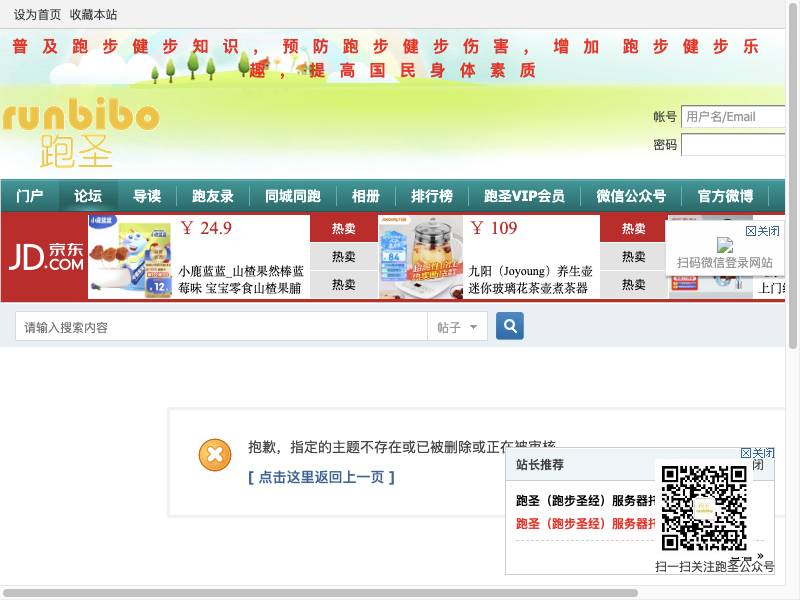 设为首页 收藏本站
普及跑步健步知识，预防跑步健步伤害，增加 跑步健步乐
趣，提高国民身体素质
runbibo
跑圣
帐号 用户名/Email
密码
门户 论坛 导读 跑友录 同城同跑 相册 排行榜 跑圣VIP会员 微信公众号 官方微博
JD.COM 京东
¥ 24.9
小鹿蓝蓝_山楂果然棒蓝
莓味 宝宝零食山楂果脯
热卖
热卖
热卖
¥ 109
九阳（Joyoung）养生壶
迷你玻璃花茶壶煮茶器
热卖
热卖
热卖
关闭
扫码微信登录网站
请输入搜索内容 帖子
抱歉，指定的主题不存在或已被删除或正在被审核
[ 点击这里返回上一页 ]
关闭
站长推荐
跑圣（跑步圣经）服务器
跑圣（跑步圣经）服务器
扫一扫关注跑圣公众号